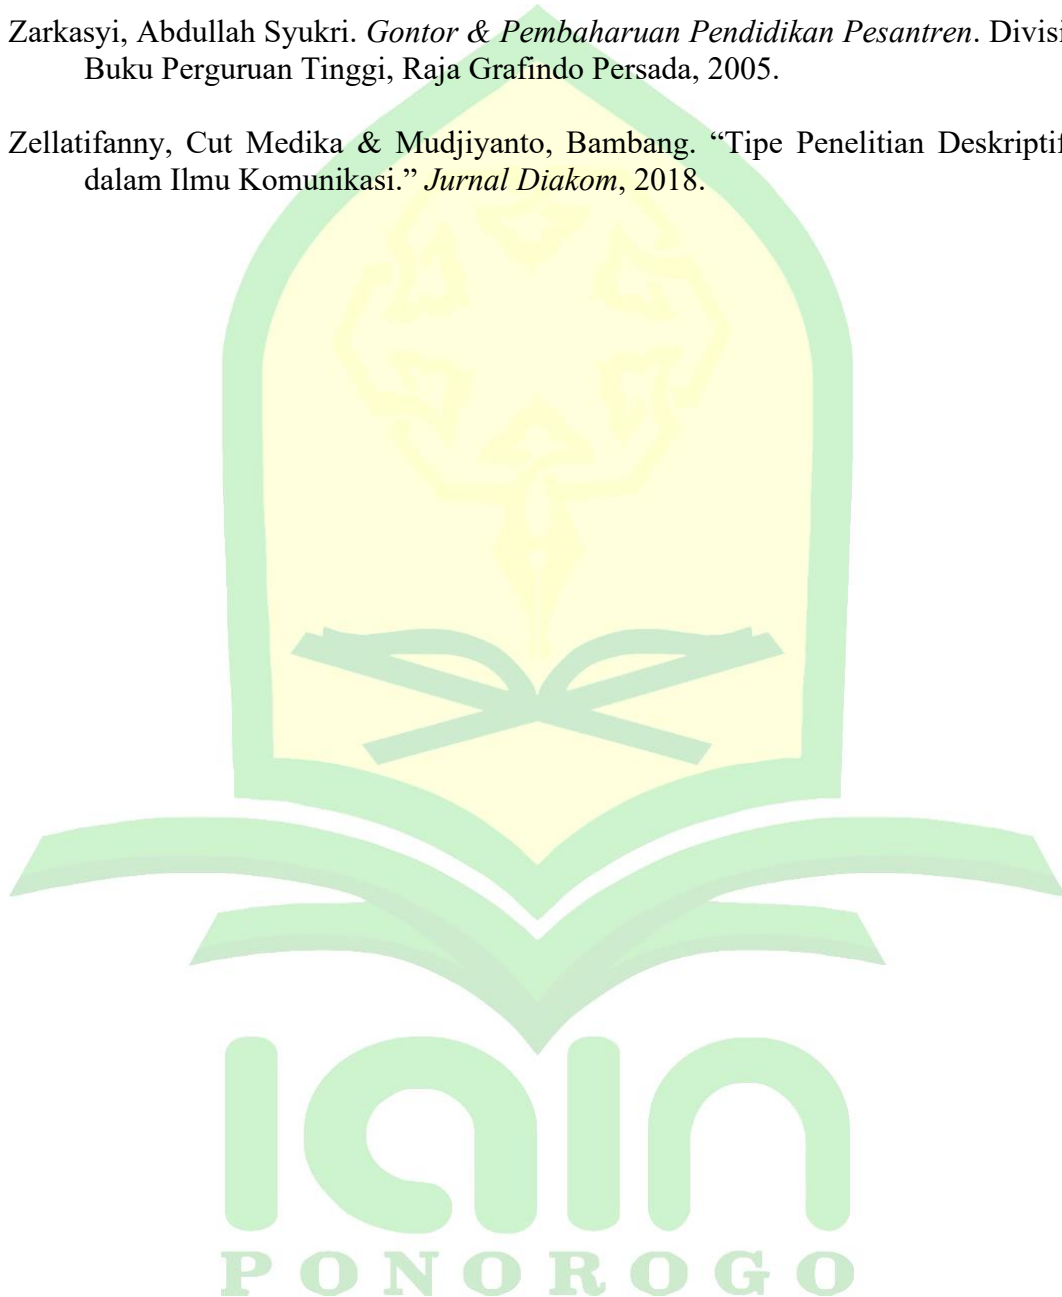 Zarkasyi, Abdullah Syukri. Gontor & Pembaharuan Pendidikan Pesantren. Divisi
Buku Perguruan Tinggi, Raja Grafindo Persada, 2005.
Zellatifanny, Cut Medika & Mudjiyanto, Bambang. “Tipe Penelitian Deskriptif
dalam Ilmu Komunikasi.” Jurnal Diakom, 2018.
iain
PONOROGO